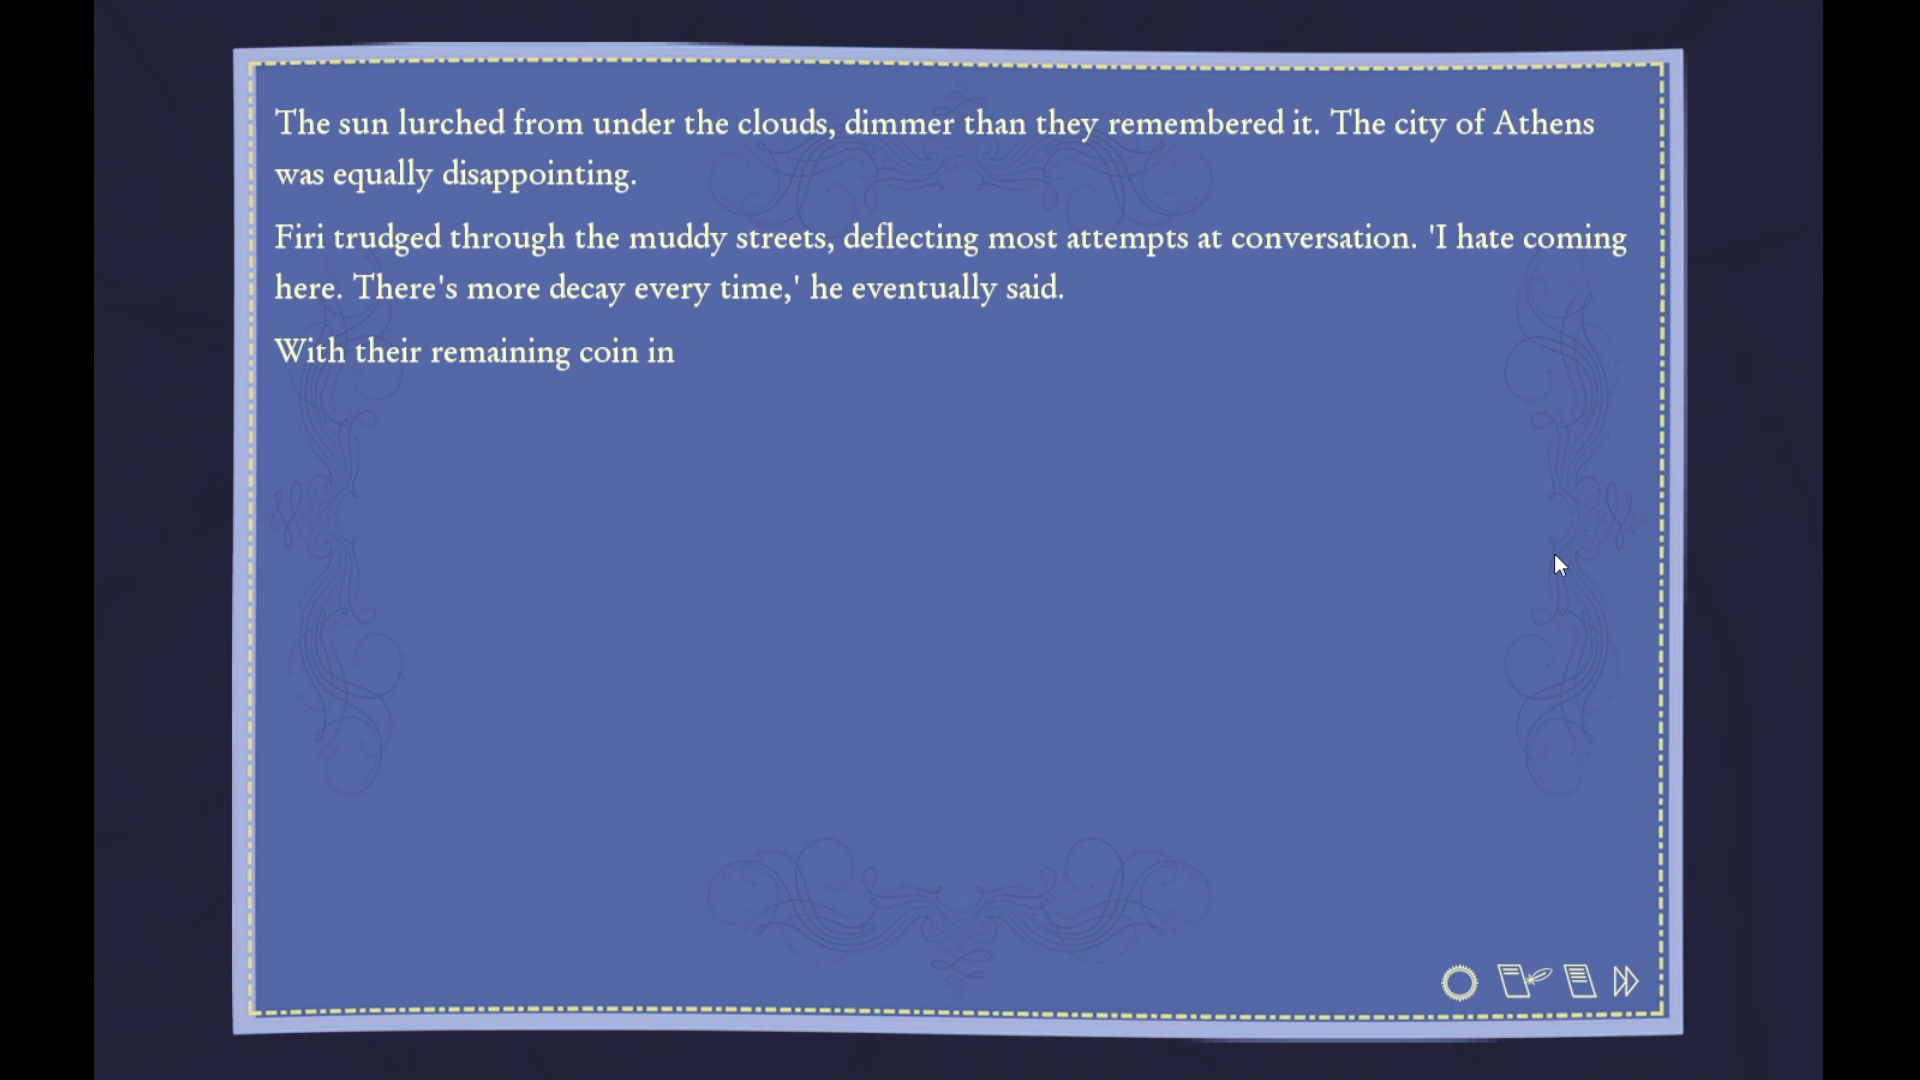 The sun lurched from under the clouds, dimmer than they remembered it. The city of Athens
was equally disappointing.
Firi trudged through the muddy streets, deflecting most attempts at conversation. 'I hate coming
here. There's more decay every time,' he eventually said.
With their remaining coin in